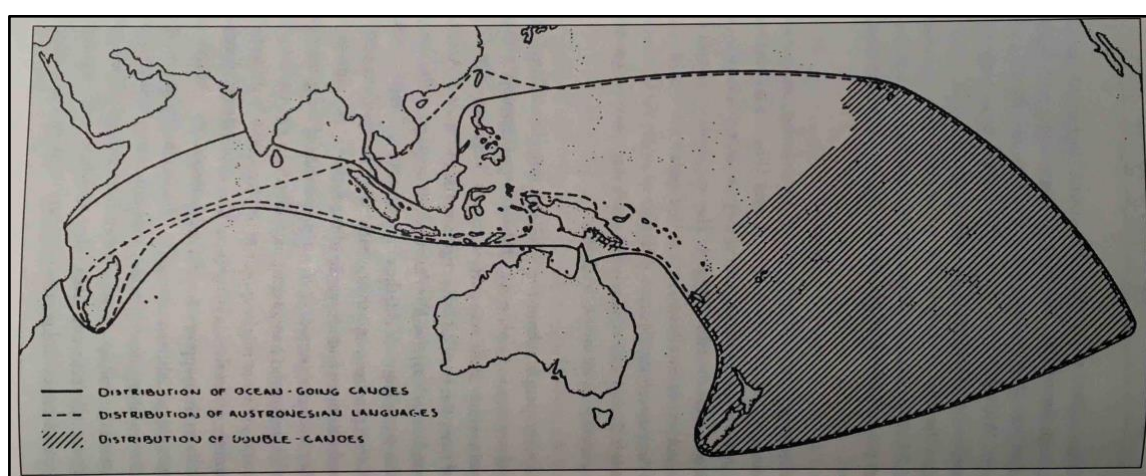 DISTRIBUTION OF OCEAN-GOING CANOES
DISTRIBUTION OF AUSTRONESIAN LANGUAGES
DISTRIBUTION OF DOUBLE-CANOES